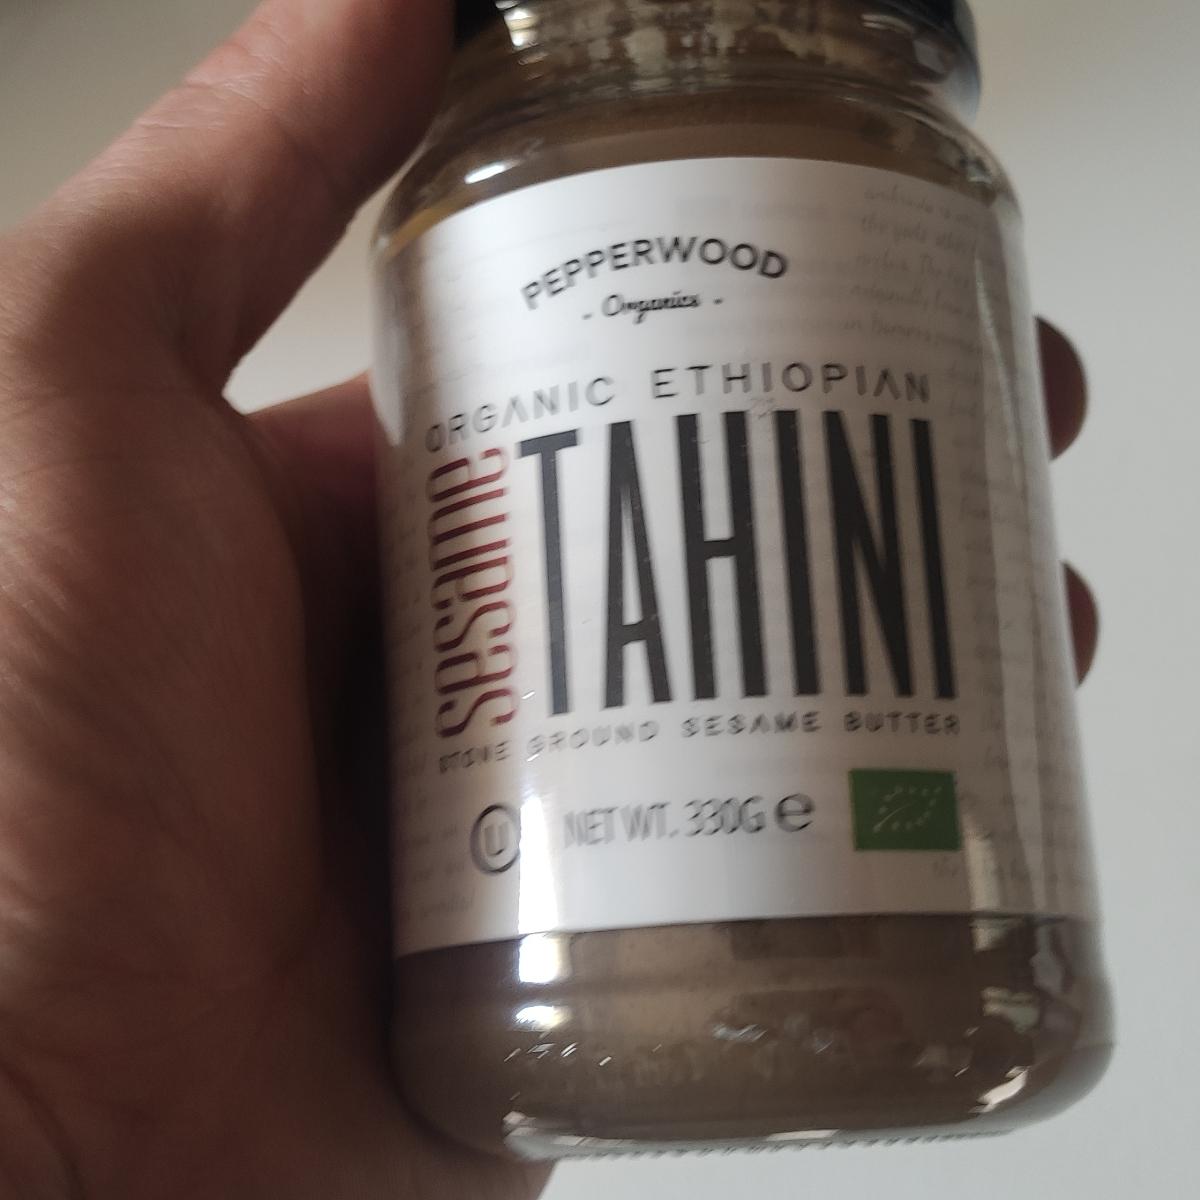 PEPPERWOOD
- Organics -
ORGANIC ETHIOPIAN
sesame
TAHINI
STONE GROUND SESAME BUTTER
U NET WT. 330G e